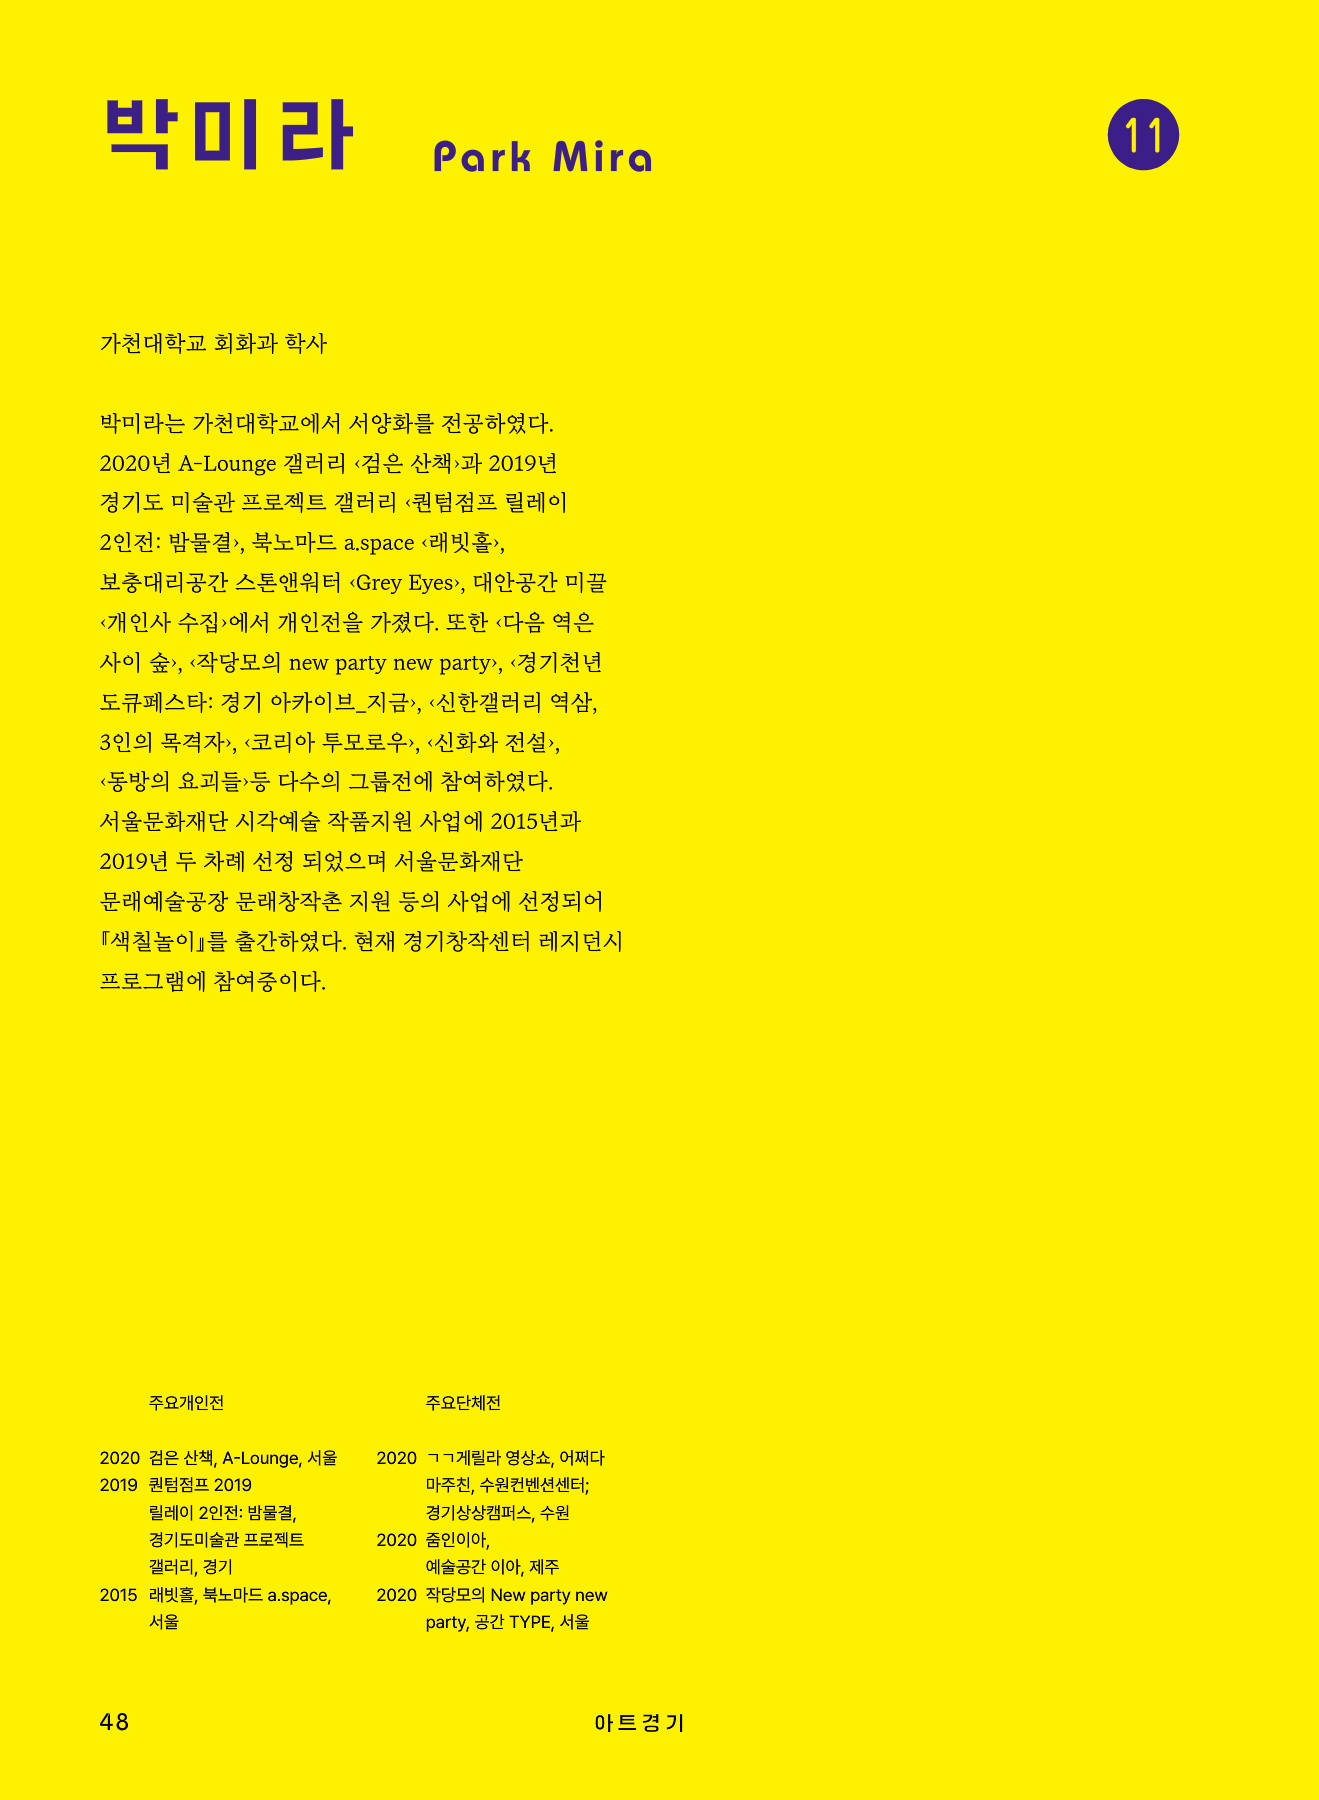 박미라
Park Mira
11
가천대학교 회화과 학사
박미라는 가천대학교에서 서양화를 전공하였다.
2020년 A-Lounge 갤러리 ‹검은 산책›과 2019년
경기도 미술관 프로젝트 갤러리 ‹퀀텀점프 릴레이
2인전: 밤물결›, 북노마드 a.space ‹래빗홀›,
보충대리공간 스톤앤워터 ‹Grey Eyes›, 대안공간 미끌
‹개인사 수집›에서 개인전을 가졌다. 또한 ‹다음 역은
사이 숲›, ‹작당모의 new party new party›, ‹경기천년
도큐페스타: 경기 아카이브_지금›, ‹신한갤러리 역삼,
3인의 목격자›, ‹코리아 투모로우›, ‹신화와 전설›,
‹동방의 요괴들›등 다수의 그룹전에 참여하였다.
서울문화재단 시각예술 작품지원 사업에 2015년과
2019년 두 차례 선정 되었으며 서울문화재단
문래예술공장 문래창작촌 지원 등의 사업에 선정되어
『색칠놀이』를 출간하였다. 현재 경기창작센터 레지던시
프로그램에 참여중이다.
주요개인전
2020 검은 산책, A-Lounge, 서울
2019 퀀텀점프 2019
릴레이 2인전: 밤물결,
경기도미술관 프로젝트
갤러리, 경기
2015 래빗홀, 북노마드 a.space,
서울
주요단체전
2020 ㄱㄱ게릴라 영상쇼, 어쩌다
마주친, 수원컨벤션센터;
경기상상캠퍼스, 수원
2020 줌인이아,
예술공간 이아, 제주
2020 작당모의 New party new
party, 공간 TYPE, 서울
48
아트경기